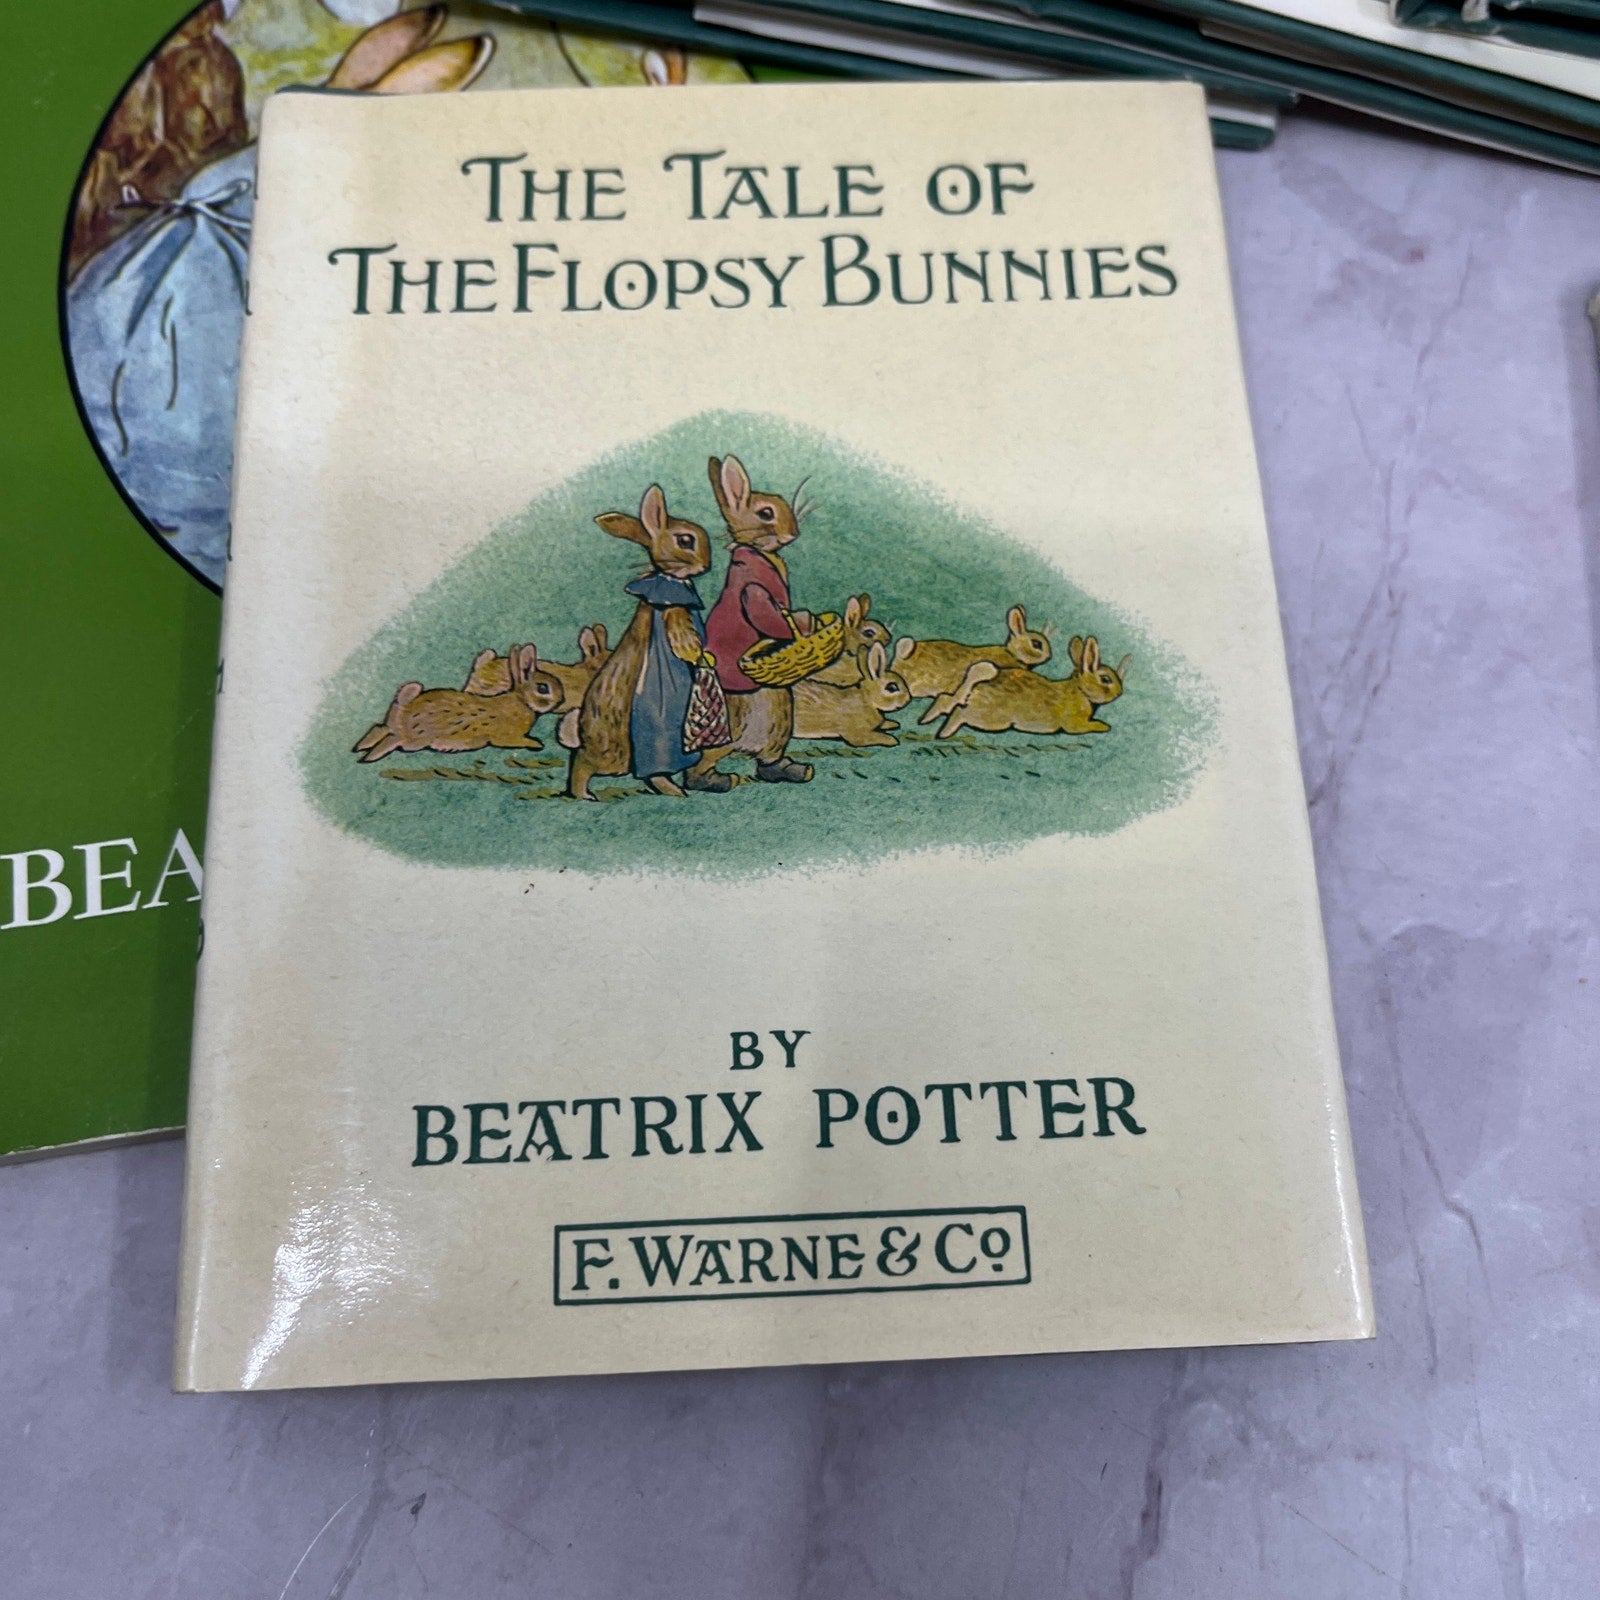 THE TALE OF
THE FLOPSY BUNNIES
BY
BEATRIX POTTER
F. WARNE & Cº
BEA